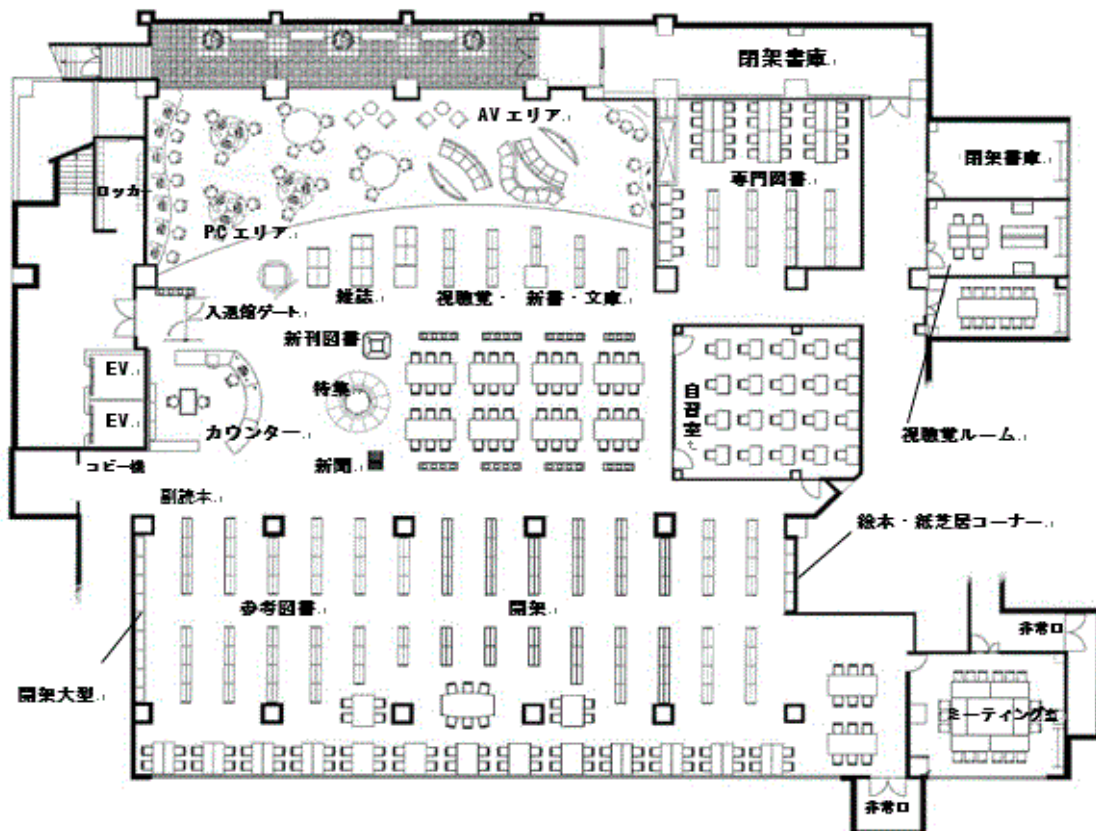 閉架書庫
AVエリア
閉架書庫
ロッカー
専門図書
PCエリア
雑誌
視聴覚・新書・文庫
入退館ゲート
新刊図書
EV
特集
自習室
EV
カウンター
視聴覚ルーム
新聞
コピー機
副読本
絵本・紙芝居コーナー
参考図書
開架
非常口
開架大型
ミーティング室
非常口